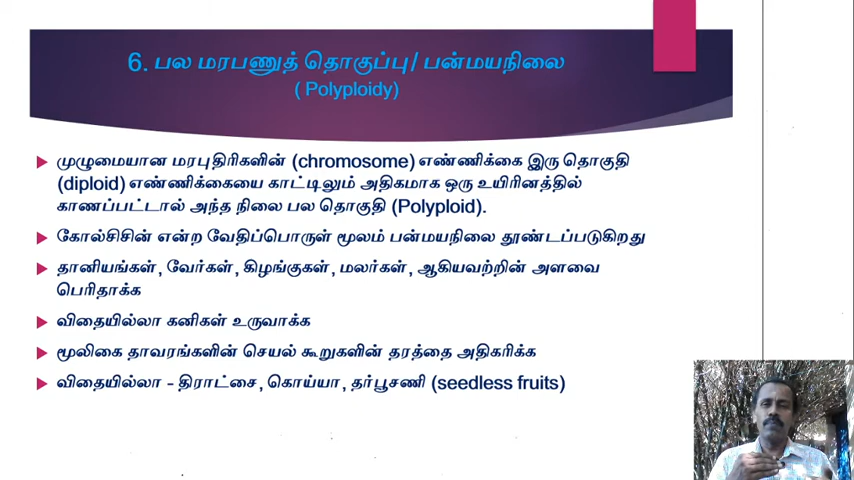 6. பல மரபணுத் தொகுப்பு/ பன்மயநிலை
( Polyploidy)
முழுமையான மரபுதிரிகளின் (chromosome) எண்ணிக்கை இரு தொகுதி
(diploid) எண்ணிக்கையை காட்டிலும் அதிகமாக ஒரு உயிரினத்தில்
காணப்பட்டால் அந்த நிலை பல தொகுதி (Polyploid).
கோல்சிசின் என்ற வேதிப்பொருள் மூலம் பன்மயநிலை தூண்டப்படுகிறது
தானியங்கள், வேர்கள், கிழங்குகள், மலர்கள், ஆகியவற்றின் அளவை
பெரிதாக்க
விதையில்லா கனிகள் உருவாக்க
மூலிகை தாவரங்களின் செயல் கூறுகளின் தரத்தை அதிகரிக்க
விதையில்லா - திராட்சை, கொய்யா, தர்பூசணி (seedless fruits)